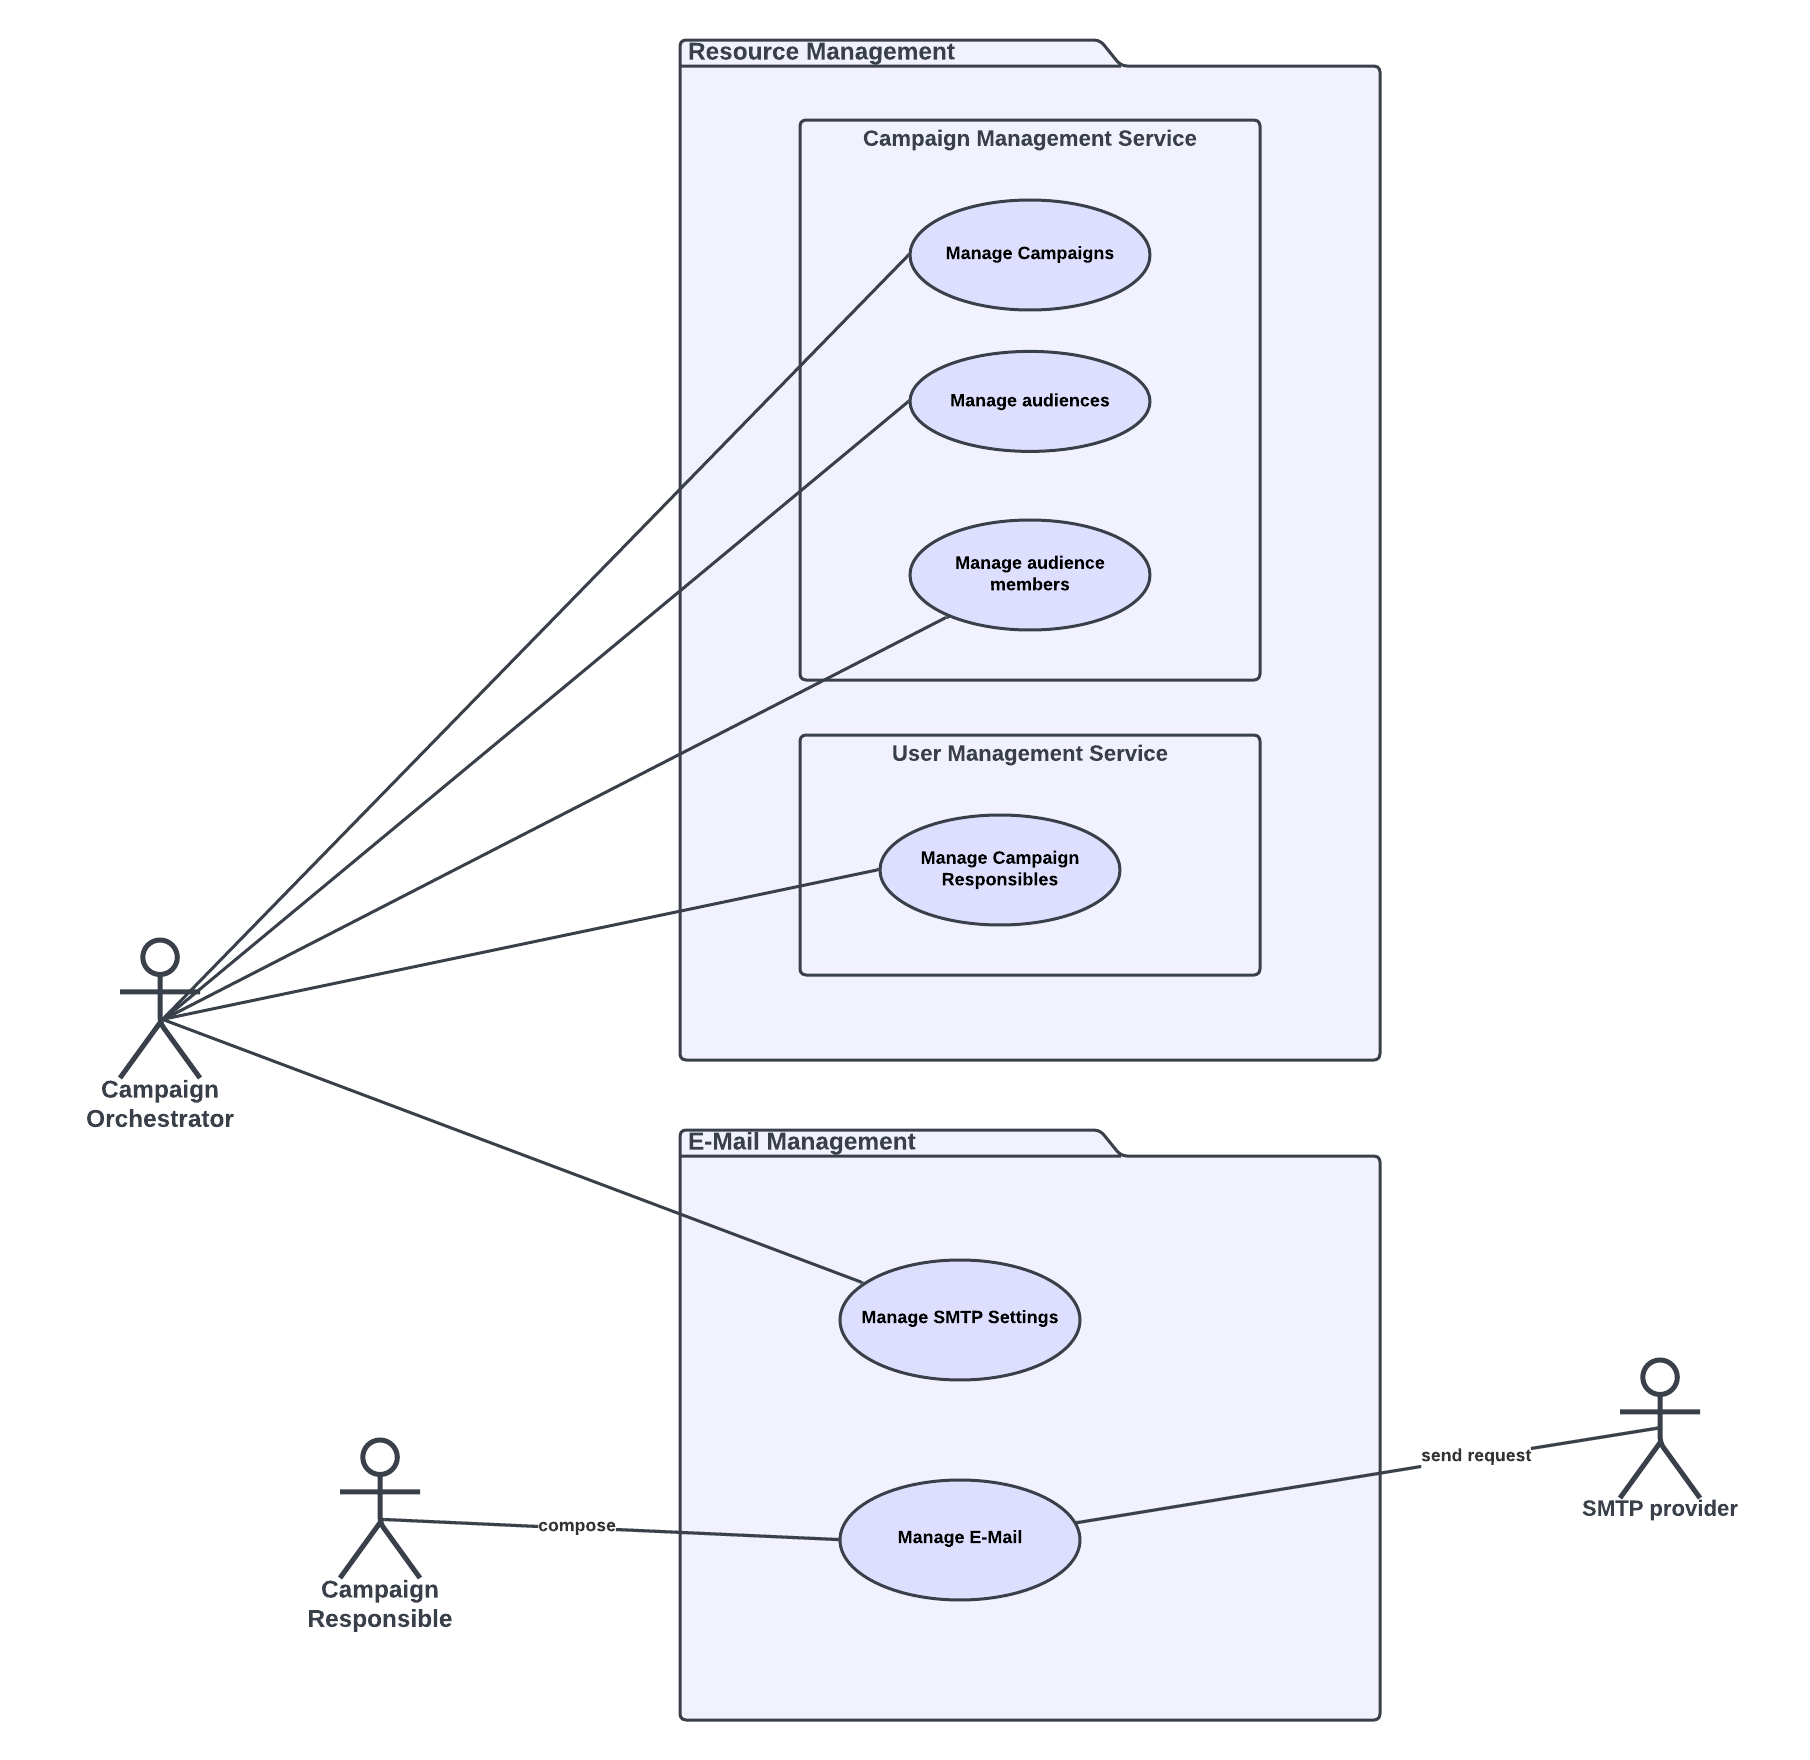 Resource Management
Campaign Management Service
Manage Campaigns
Manage audiences
Manage audience
members
User Management Service
Manage Campaign
Responsibles
Campaign
Orchestrator
E-Mail Management
Manage SMTP Settings
send request
SMTP provider
compose
Manage E-Mail
Campaign
Responsible